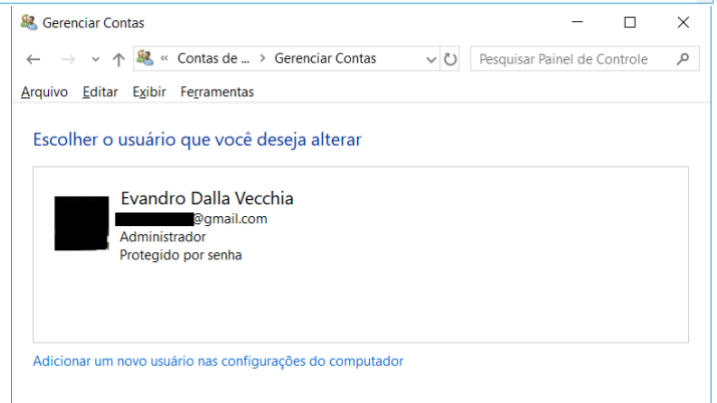 Gerenciar Contas
« Contas de ... > Gerenciar Contas
Pesquisar Painel de Controle
Arquivo Editar Exibir Ferramentas
Escolher o usuário que você deseja alterar
Evandro Dalla Vecchia
@gmail.com
Administrador
Protegido por senha
Adicionar um novo usuário nas configurações do computador